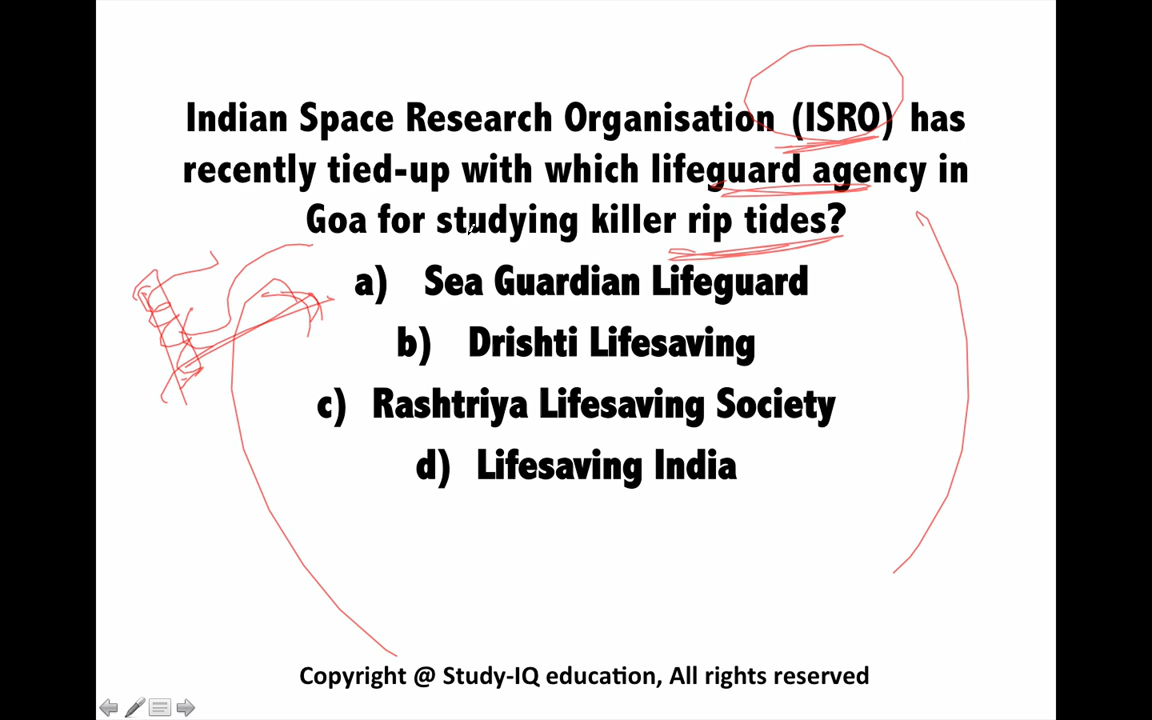 Indian Space Research Organisation (ISRO) has
recently tied-up with which lifeguard agency in
Goa for studying killer rip tides?
a) Sea Guardian Lifeguard
b) Drishti Lifesaving
c) Rashtriya Lifesaving Society
d) Lifesaving India
Copyright @ Study-IQ education, All rights reserved